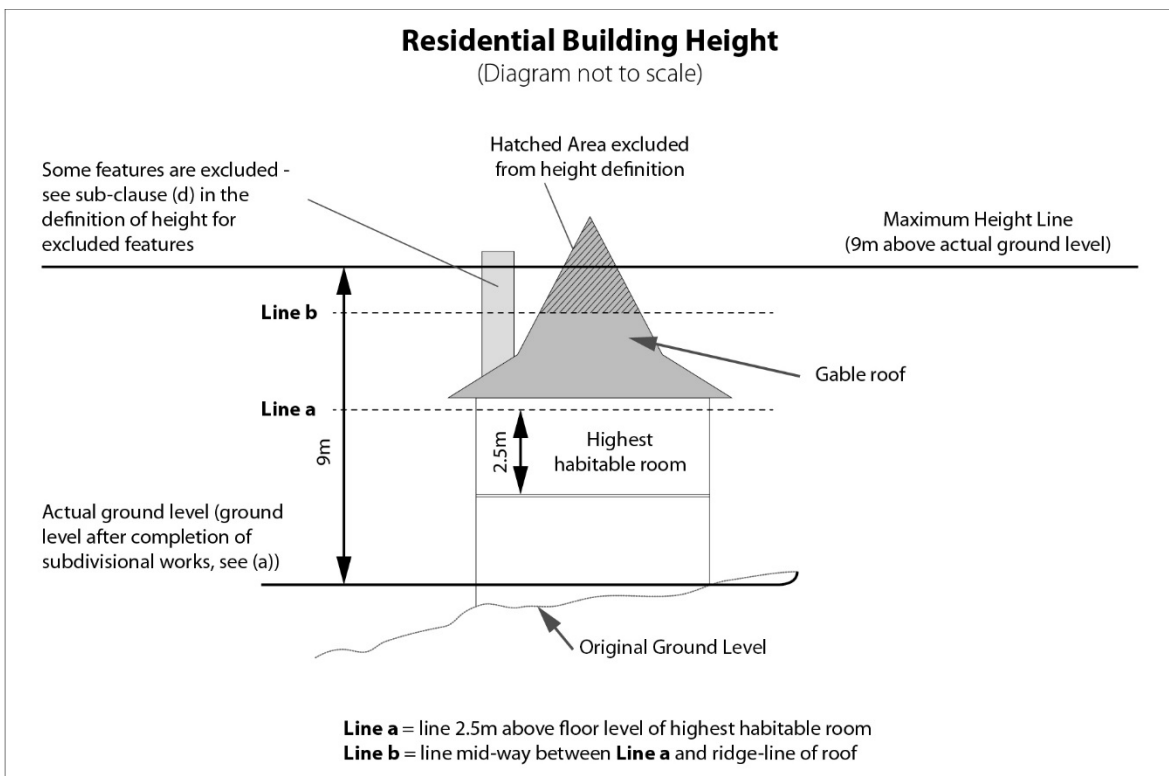 Residential Building Height
(Diagram not to scale)
Hatched Area excluded
from height definition
Some features are excluded -
see sub-clause (d) in the
definition of height for
excluded features
Maximum Height Line
(9m above actual ground level)
Line b
Gable roof
Line a
9m
2.5m
Highest
habitable room
Actual ground level (ground
level after completion of
subdivisional works, see (a))
Original Ground Level
Line a = line 2.5m above floor level of highest habitable room
Line b = line mid-way between Line a and ridge-line of roof